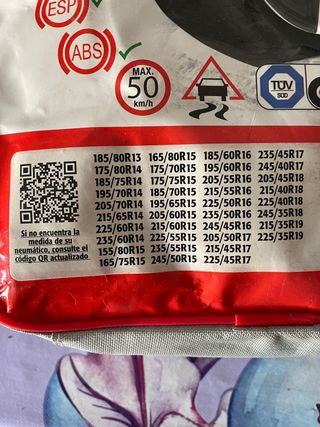 ESP
ABS
MAX.
50
km/h
TÜV
SÜD
Si no encuentra la
medida de su
neumático, consulte el
código QR actualizado
185/80R13 165/80R15 185/60R16 235/45R17
175/80R14 175/70R15 195/60R16 245/40R17
185/75R14 175/70R15 205/55R16 205/45R18
195/70R14 185/70R15 215/55R16 215/40R18
205/70R14 195/65R15 225/40R18
215/65R14 205/60R15 225/50R16 245/35R18
225/60R14 215/60R15 245/45R16 215/35R19
235/60R14 225/55R15 205/50R17 225/35R19
155/80R15 235/55R15 215/45R17
165/75R15 245/50R15 225/45R17